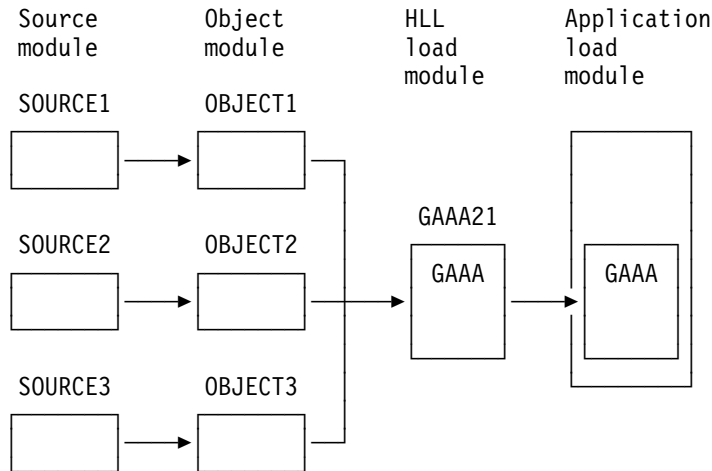 Source module
Object module
HLL load module
Application load module
SOURCE1
OBJECT1
GAAA21
SOURCE2
OBJECT2
GAAA
GAAA
SOURCE3
OBJECT3